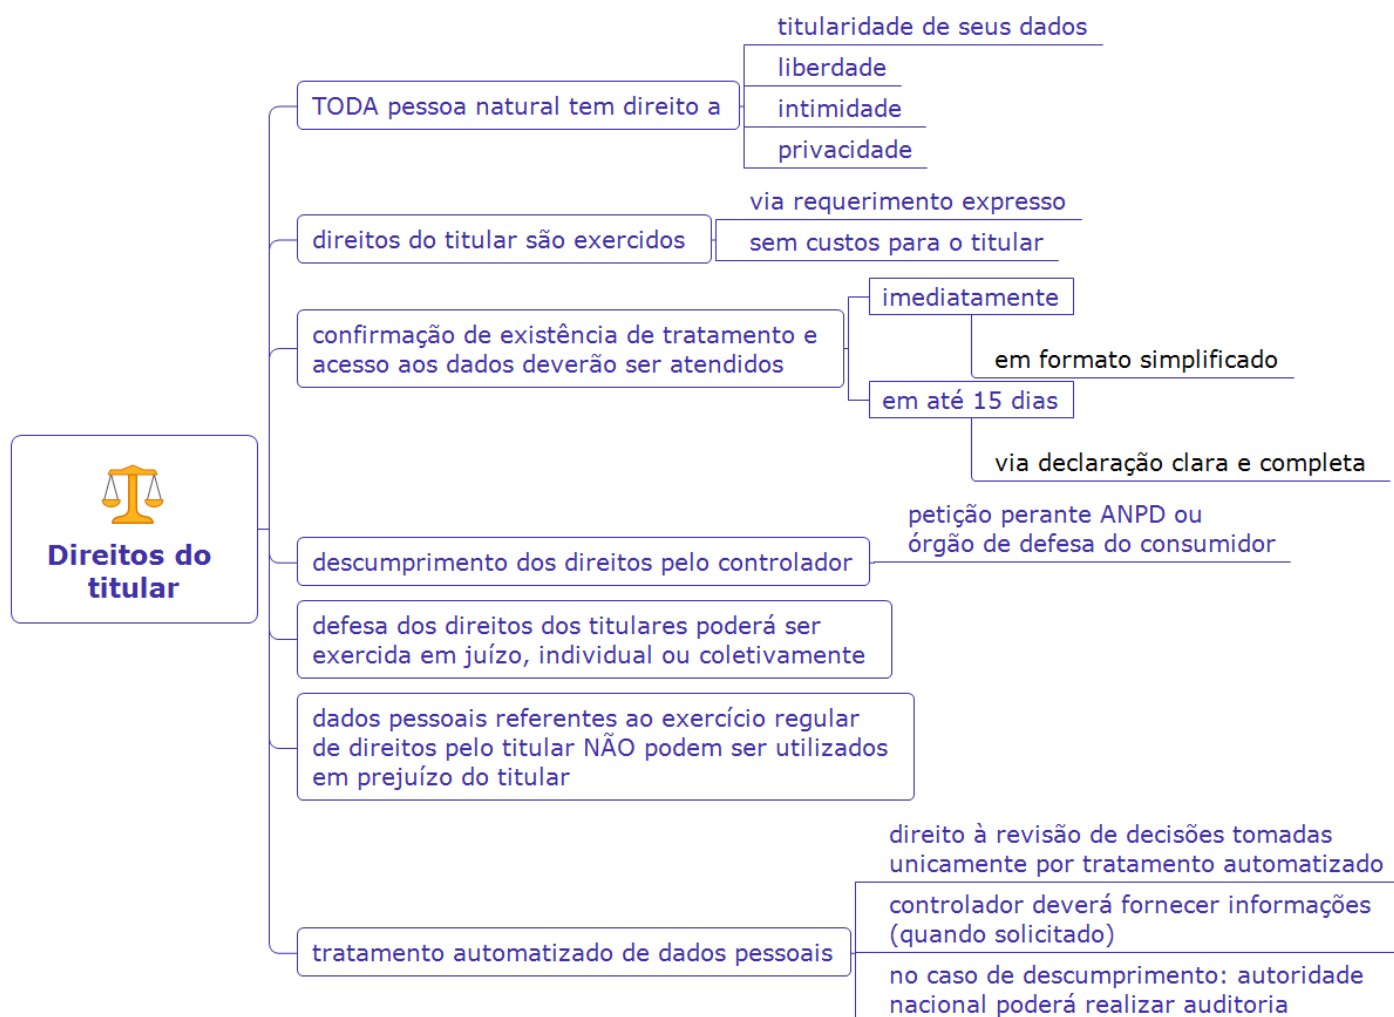 Direitos do
titular
TODA pessoa natural tem direito a
titularidade de seus dados
liberdade
intimidade
privacidade
direitos do titular são exercidos
via requerimento expresso
sem custos para o titular
confirmação de existência de tratamento e
acesso aos dados deverão ser atendidos
imediatamente
em formato simplificado
em até 15 dias
via declaração clara e completa
descumprimento dos direitos pelo controlador
petição perante ANPD ou
órgão de defesa do consumidor
defesa dos direitos dos titulares poderá ser
exercida em juízo, individual ou coletivamente
dados pessoais referentes ao exercício regular
de direitos pelo titular NÃO podem ser utilizados
em prejuízo do titular
tratamento automatizado de dados pessoais
direito à revisão de decisões tomadas
unicamente por tratamento automatizado
controlador deverá fornecer informações
(quando solicitado)
no caso de descumprimento: autoridade
nacional poderá realizar auditoria